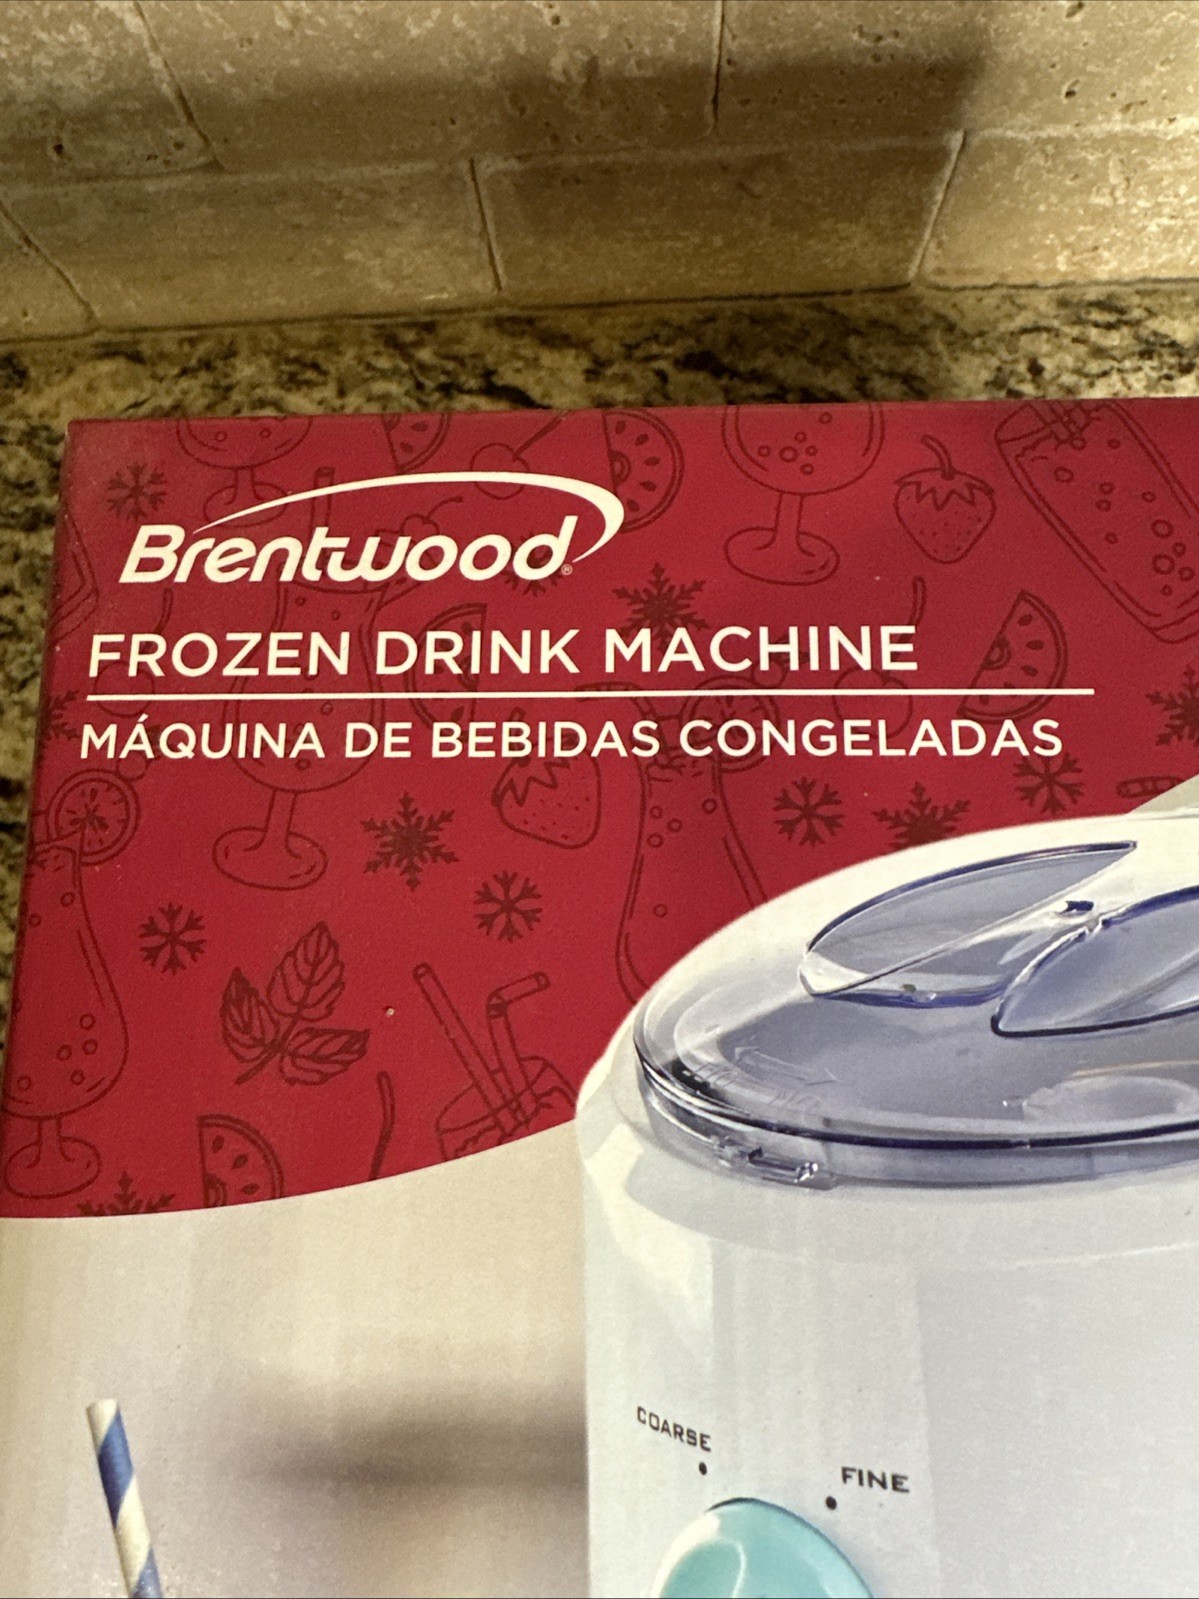 Brentwood®
FROZEN DRINK MACHINE
MÁQUINA DE BEBIDAS CONGELADAS
COARSE
FINE